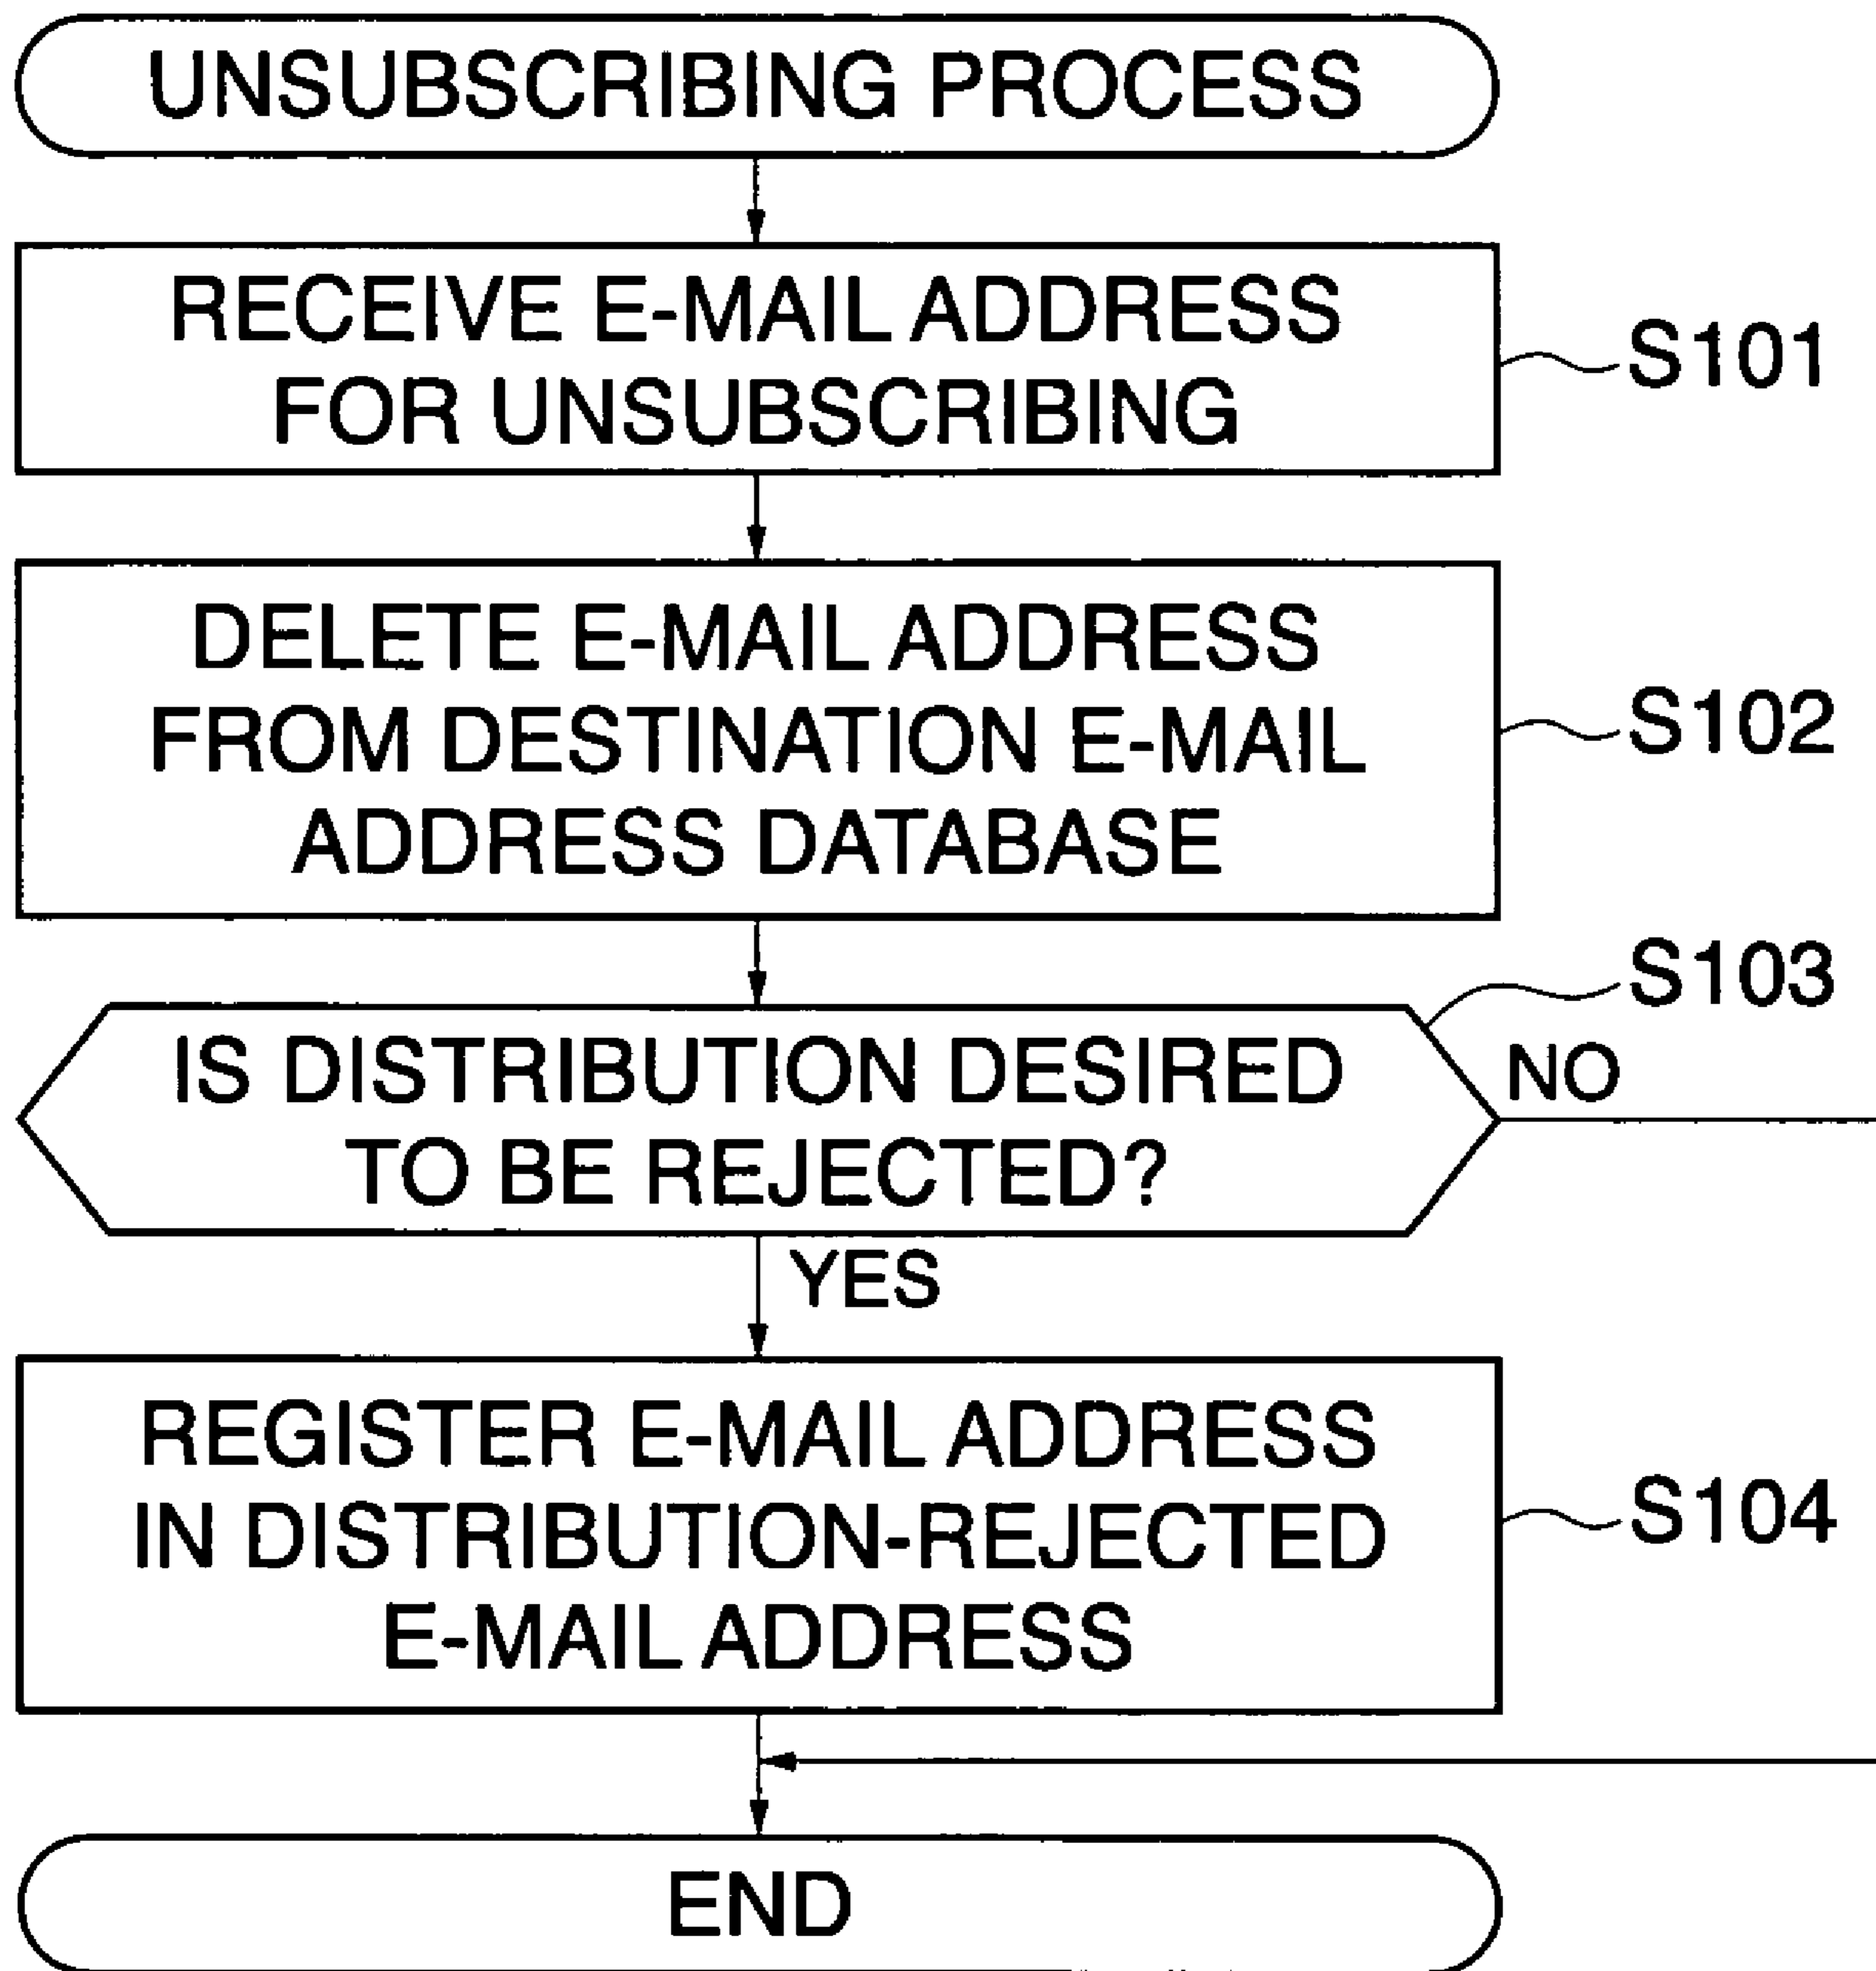 UNSUBSCRIBING PROCESS
RECEIVE E-MAIL ADDRESS
FOR UNSUBSCRIBING
S101
DELETE E-MAIL ADDRESS
FROM DESTINATION E-MAIL
ADDRESS DATABASE
S102
S103
IS DISTRIBUTION DESIRED
TO BE REJECTED?
NO
YES
REGISTER E-MAIL ADDRESS
IN DISTRIBUTION-REJECTED
E-MAIL ADDRESS
S104
END